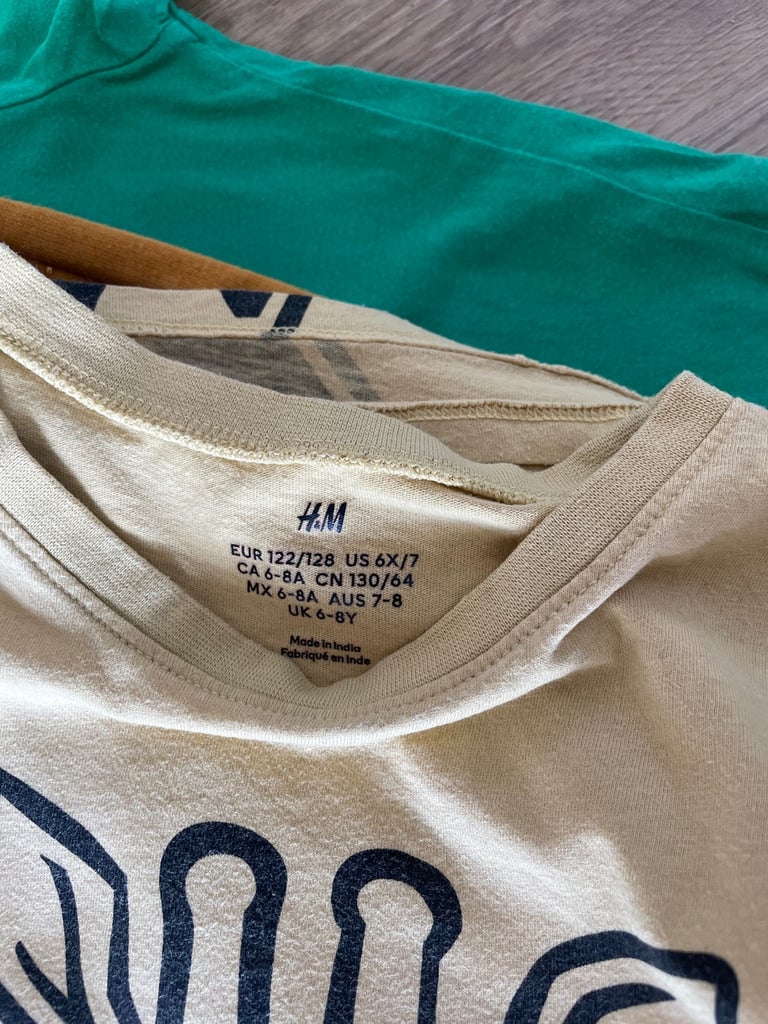 H&M
EUR 122/128 US 6X/7
CA 6-8A CN 130/64
MX 6-8A AUS 7-8
UK 6-8Y
Made in India
Fabriqué en Inde